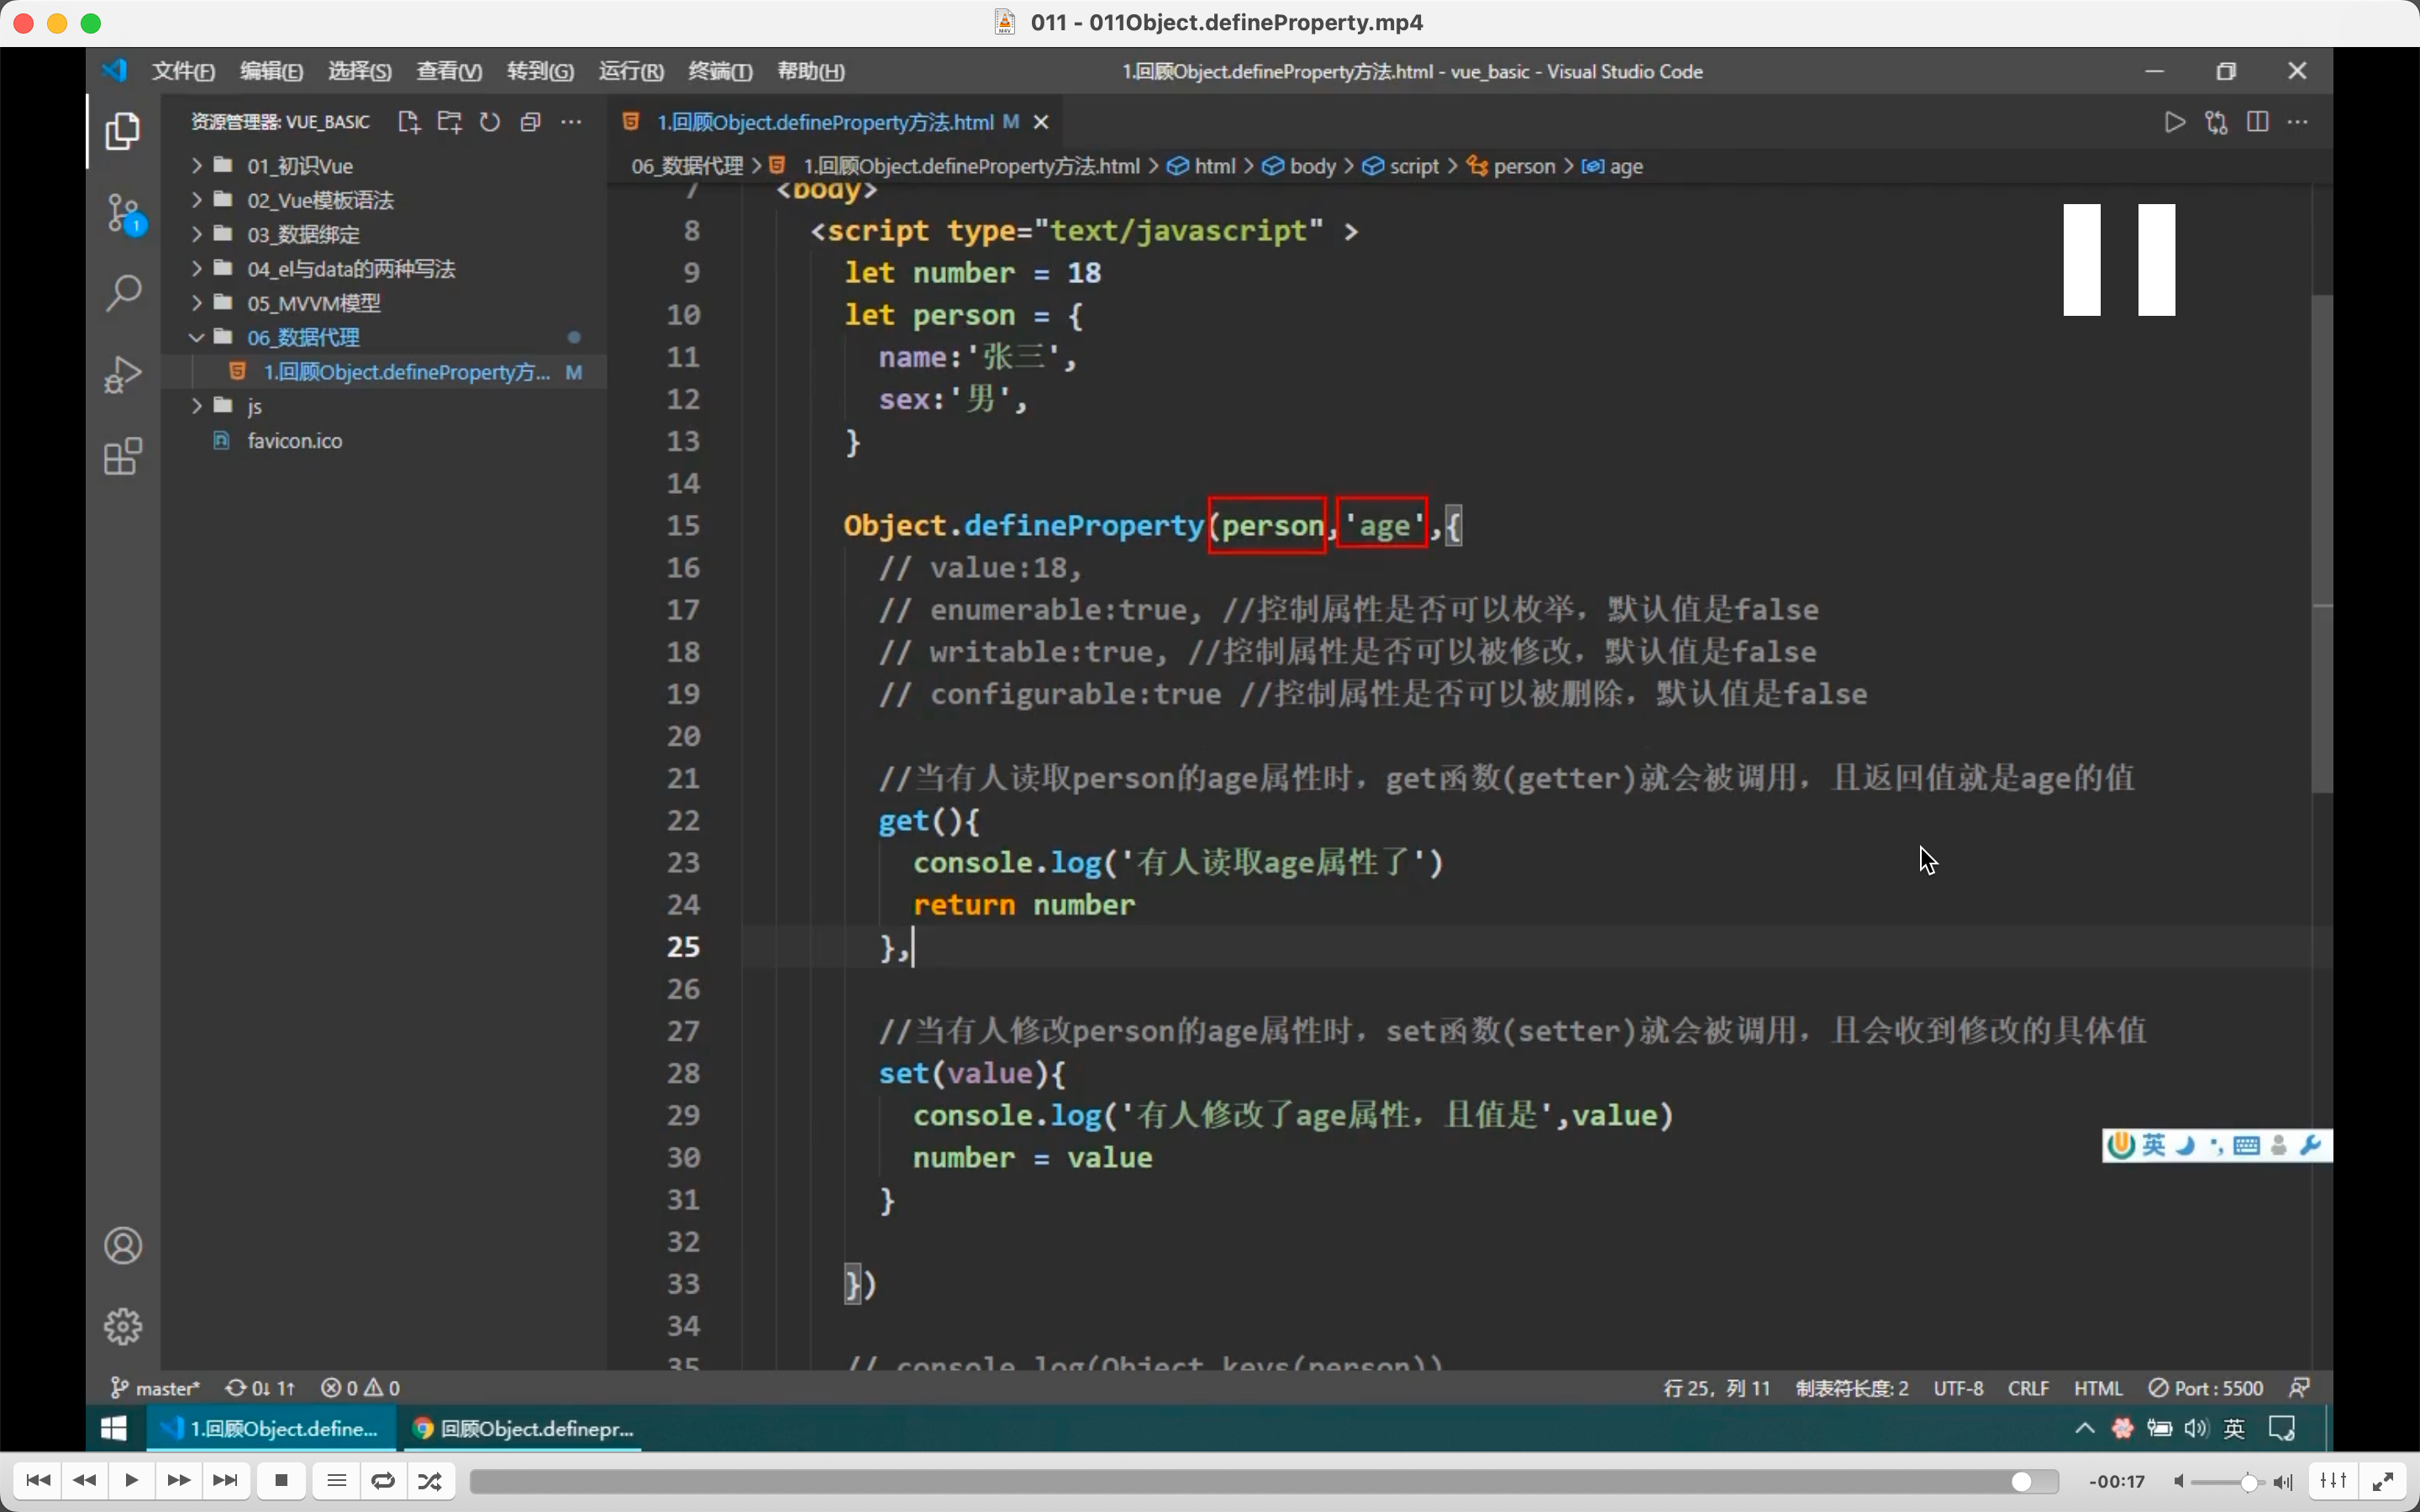 011 - 011Object.defineProperty.mp4
文件(F) 编辑(E) 选择(S) 查看(V) 转到(G) 运行(R) 终端(T) 帮助(H)
1.回顾Object.defineProperty方法.html - vue_basic - Visual Studio Code
资源管理器: VUE_BASIC
1.回顾Object.defineProperty方法.html M
06_数据代理 > 1.回顾Object.defineProperty方法.html > html > body > script > person > age
01_初识Vue
02_Vue模板语法
03_数据绑定
04_el与data的两种写法
05_MVVM模型
06_数据代理
1.回顾Object.defineProperty方... M
js
favicon.ico
1
7 <body>
8 <script type="text/javascript" >
9 let number = 18
10 let person = {
11 name:'张三',
12 sex:'男',
13 }
14
15 Object.defineProperty(person,'age',{
16 // value:18,
17 // enumerable:true, //控制属性是否可以枚举，默认值是false
18 // writable:true, //控制属性是否可以被修改，默认值是false
19 // configurable:true //控制属性是否可以被删除，默认值是false
20
21 //当有人读取person的age属性时，get函数(getter)就会被调用，且返回值就是age的值
22 get(){
23 console.log('有人读取age属性了')
24 return number
25 },
26
27 //当有人修改person的age属性时，set函数(setter)就会被调用，且会收到修改的具体值
28 set(value){
29 console.log('有人修改了age属性，且值是',value)
30 number = value
31 }
32
33 })
34
35 // console.log(Object.keys(person))
英
master* 0↓ 1↑ 0 0
行 25，列 11 制表符长度: 2 UTF-8 CRLF HTML Port : 5500
1.回顾Object.define... 回顾Object.definepr... 英
-00:17